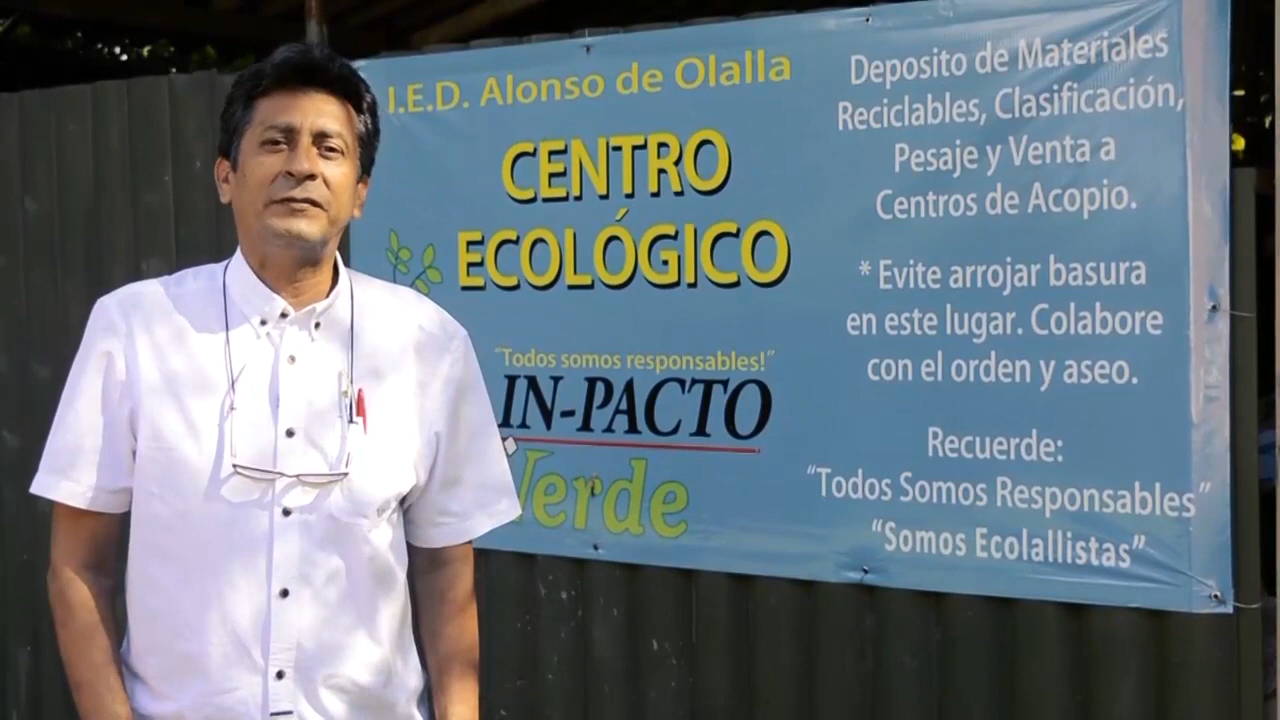 I.E.D. Alonso de Olalla
CENTRO
ECOLÓGICO
“Todos somos responsables!”
IN-PACTO
Verde
Deposito de Materiales
Reciclables, Clasificación,
Pesaje y Venta a
Centros de Acopio.
* Evite arrojar basura
en este lugar. Colabore
con el orden y aseo.
Recuerde:
“Todos Somos Responsables”
“Somos Ecolallistas”